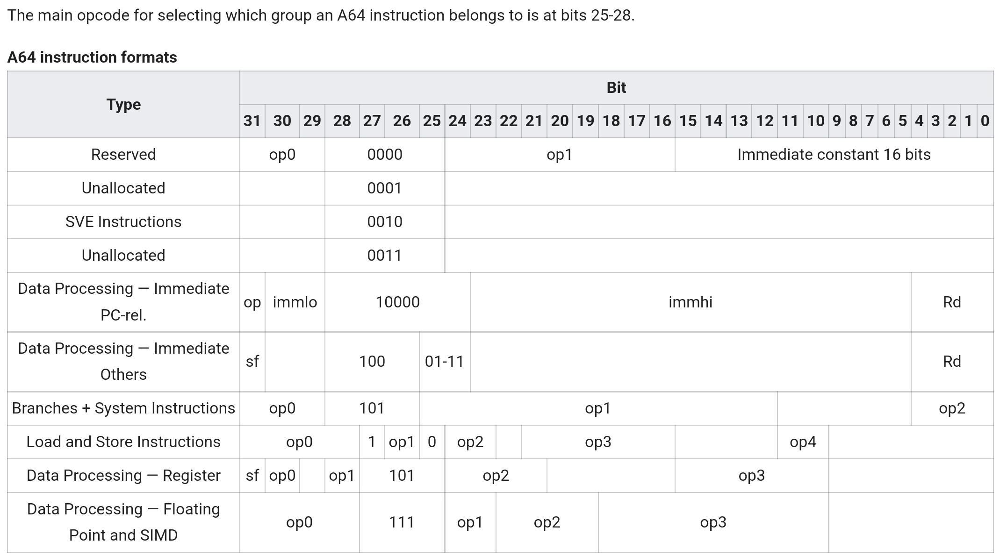 The main opcode for selecting which group an A64 instruction belongs to is at bits 25-28.
A64 instruction formats
Type
Bit
31 30 29 28 27 26 25 24 23 22 21 20 19 18 17 16 15 14 13 12 11 10 9 8 7 6 5 4 3 2 1 0
Reserved op0 0000 op1 Immediate constant 16 bits
Unallocated 0001
SVE Instructions 0010
Unallocated 0011
Data Processing — Immediate
PC-rel.
op immlo 10000 immhi Rd
Data Processing — Immediate
Others
sf 100 01-11 Rd
Branches + System Instructions op0 101 op1 op2
Load and Store Instructions op0 1 op1 0 op2 op3 op4
Data Processing — Register sf op0 op1 101 op2 op3
Data Processing — Floating
Point and SIMD
op0 111 op1 op2 op3